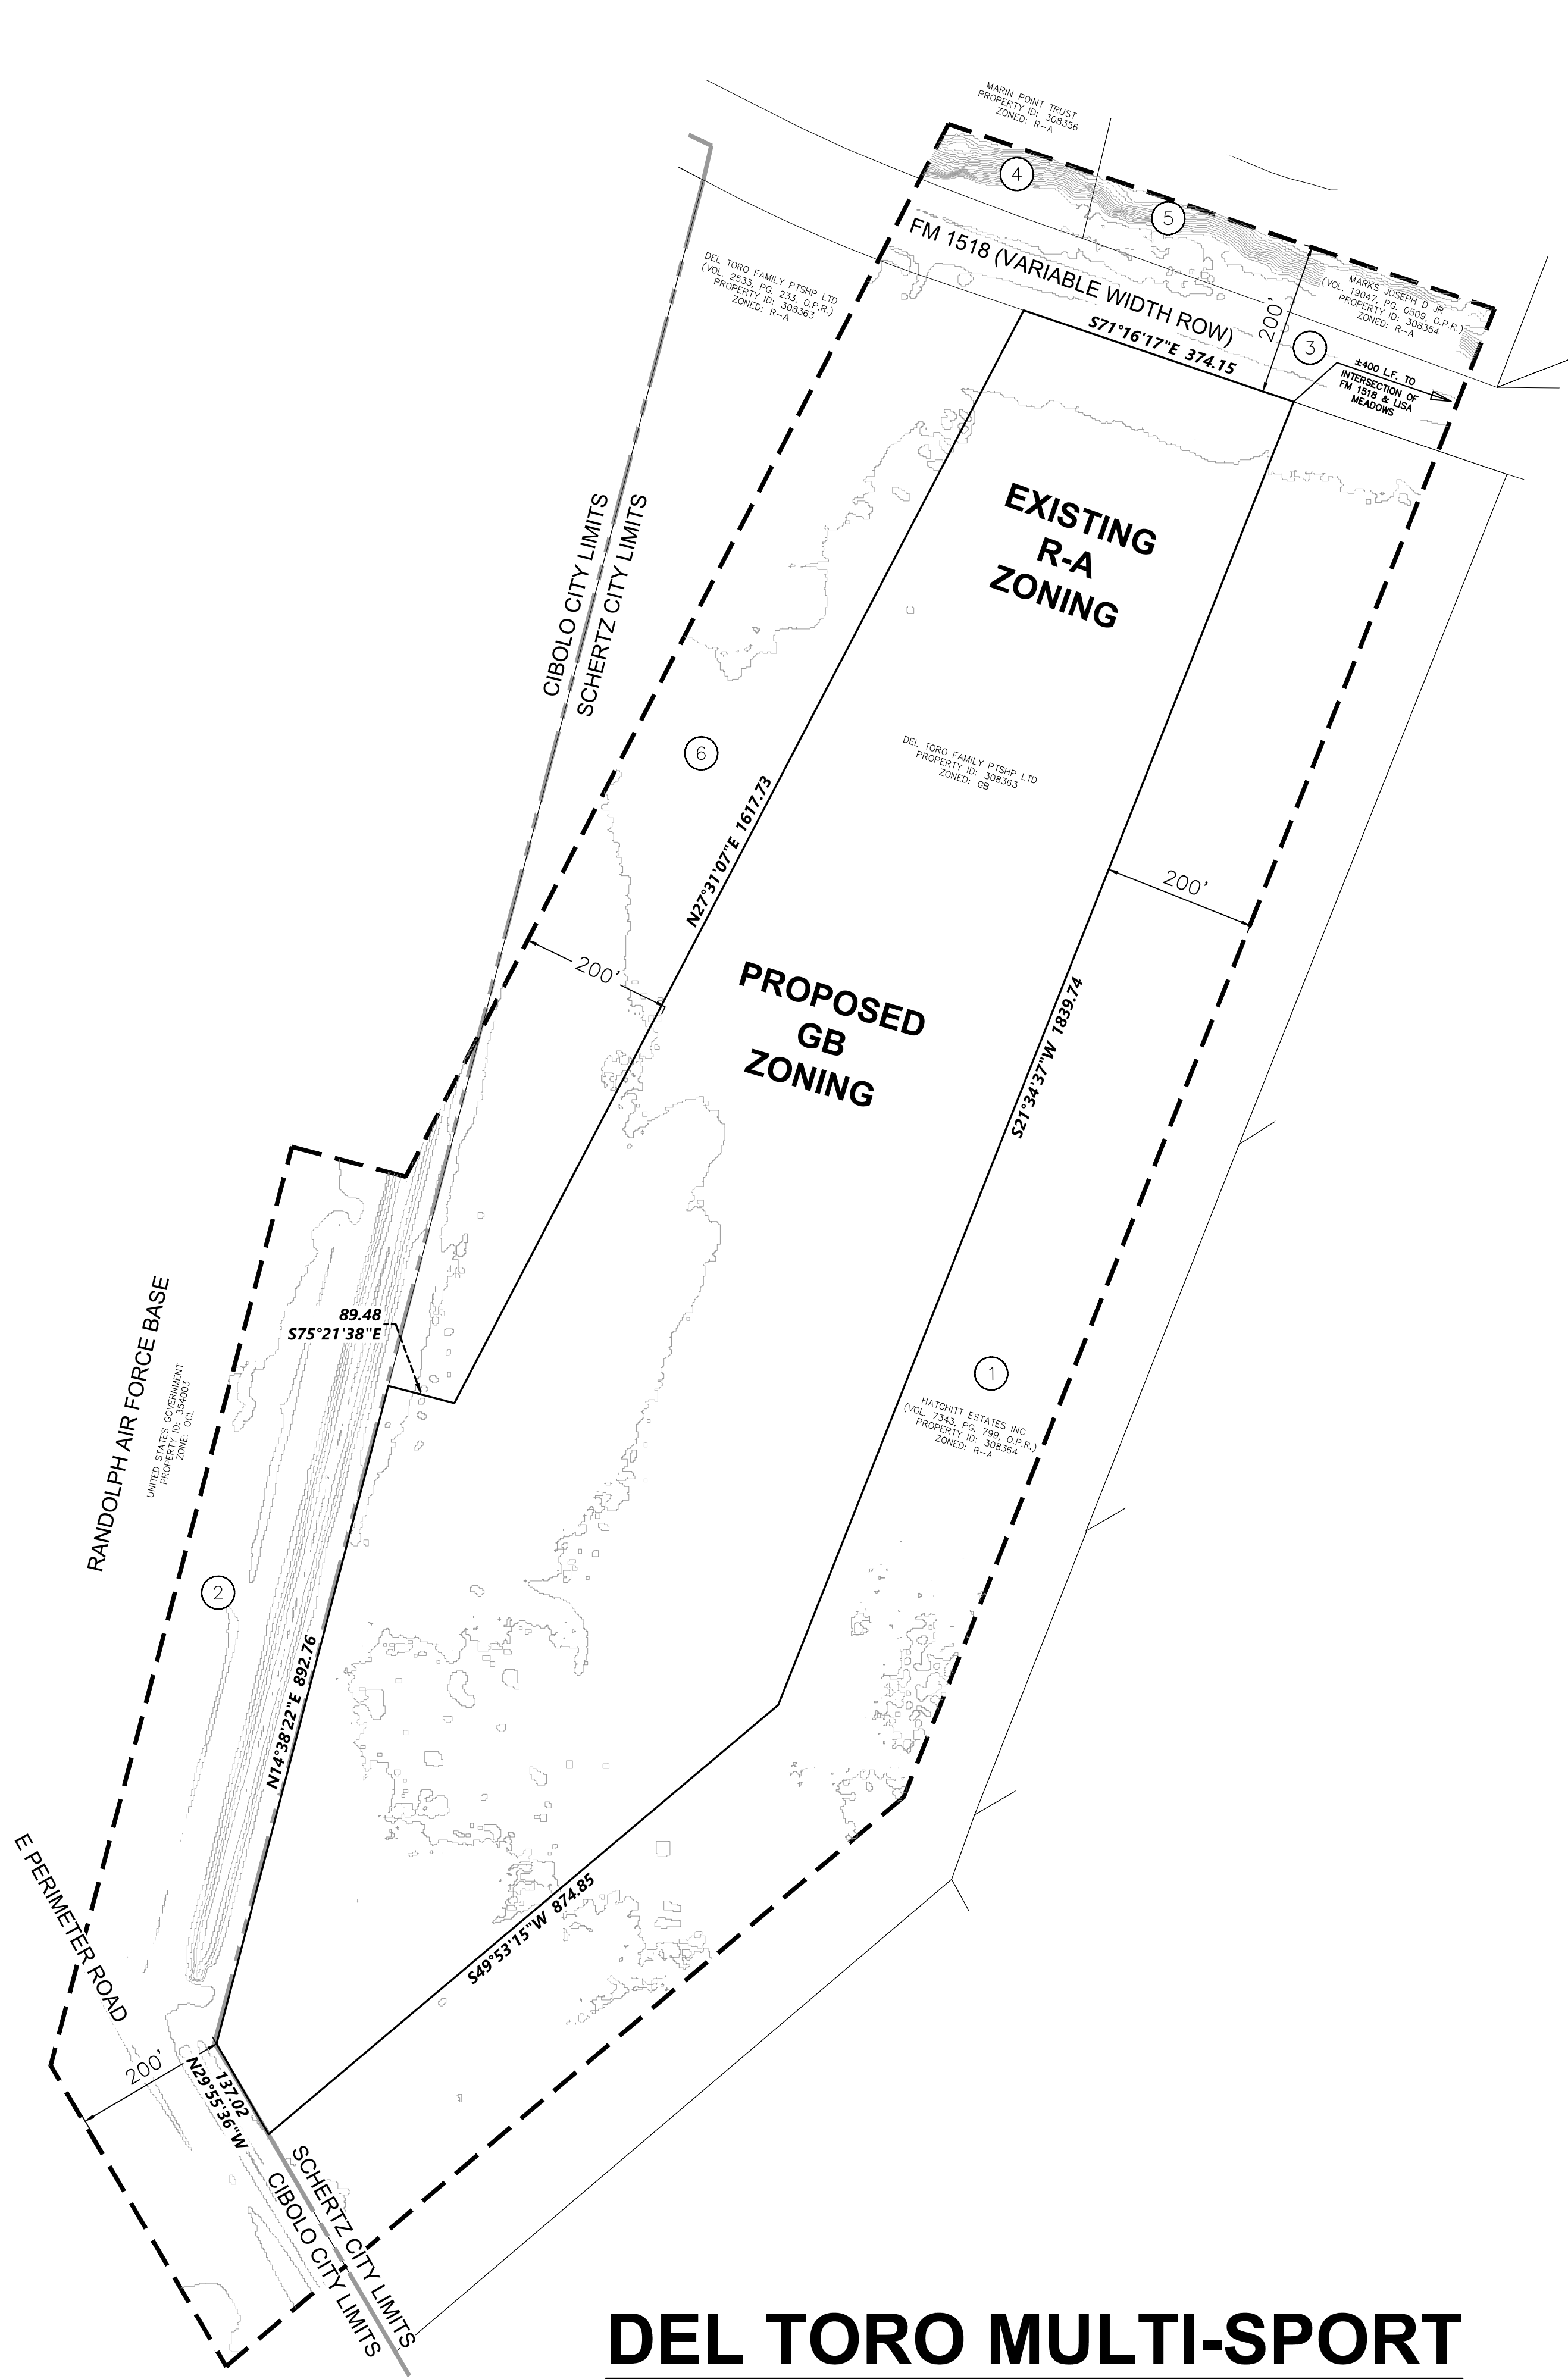 MARIN POINT TRUST
PROPERTY ID: 308356
ZONED: R-A
4
5
FM 1518 (VARIABLE WIDTH ROW)
S71°16'17"E 374.15
200'
MARKS JOSEPH D JR
(VOL. 19047, PG. 0509, O.P.R.)
PROPERTY ID: 308354
ZONED: R-A
3
±400 L.F. TO
INTERSECTION OF
FM 1518 & LISA
MEADOWS
DEL TORO FAMILY PTSHP LTD
(VOL. 2533, PG. 233, O.P.R.)
PROPERTY ID: 308363
ZONED: R-A
CIBOLO CITY LIMITS
SCHERTZ CITY LIMITS
EXISTING
R-A
ZONING
6
DEL TORO FAMILY PTSHP LTD
PROPERTY ID: 308363
ZONED: GB
N27°31'07"E 1617.73
200'
200'
PROPOSED
GB
ZONING
S21°34'37"W 1839.74
89.48
S75°21'38"E
RANDOLPH AIR FORCE BASE
UNITED STATES GOVERNMENT
PROPERTY ID: 354003
ZONE: OCL
1
HATCHITT ESTATES INC
(VOL. 7343, PG. 799, O.P.R.)
PROPERTY ID: 308364
ZONED: R-A
2
N14°38'22"E 892.76
E PERIMETER ROAD
S49°53'15"W 874.85
200'
137.02
N29°55'36"W
SCHERTZ CITY LIMITS
CIBOLO CITY LIMITS
DEL TORO MULTI-SPORT